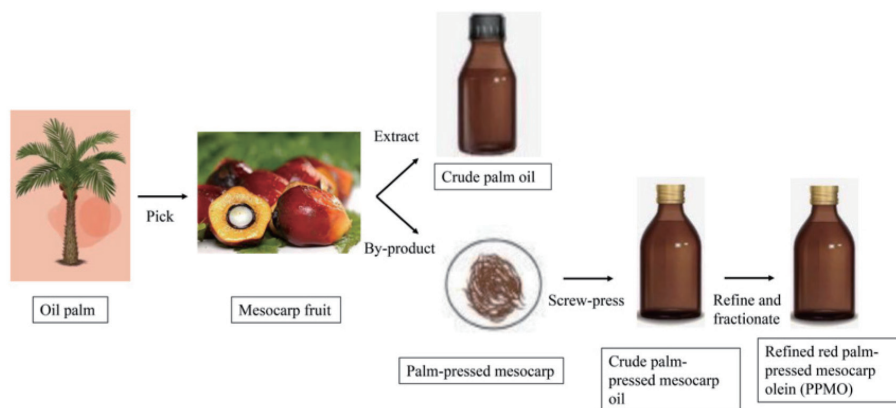 Extract
Crude palm oil
Pick
By-product
Oil palm
Mesocarp fruit
Screw-press
Refine and
fractionate
Palm-pressed mesocarp
Crude palm-
pressed mesocarp
oil
Refined red palm-
pressed mesocarp
olein (PPMO)